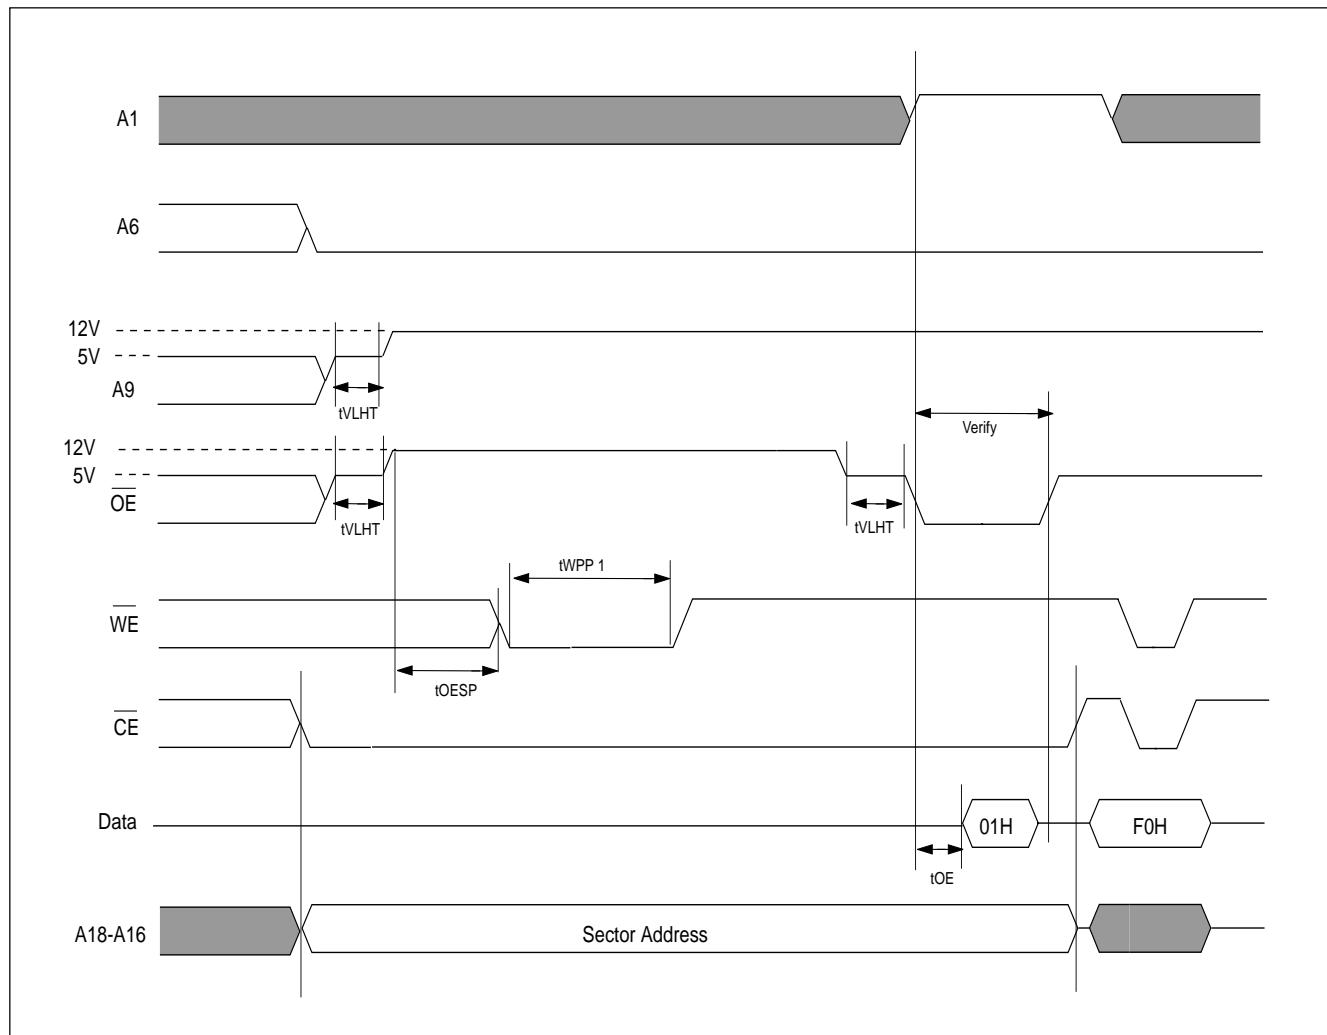 A1
A6
12V
5V
A9
tVLHT
Verify
12V
5V
OE
tVLHT
tVLHT
tWPP 1
WE
tOESP
CE
Data
01H
F0H
tOE
A18-A16
Sector Address